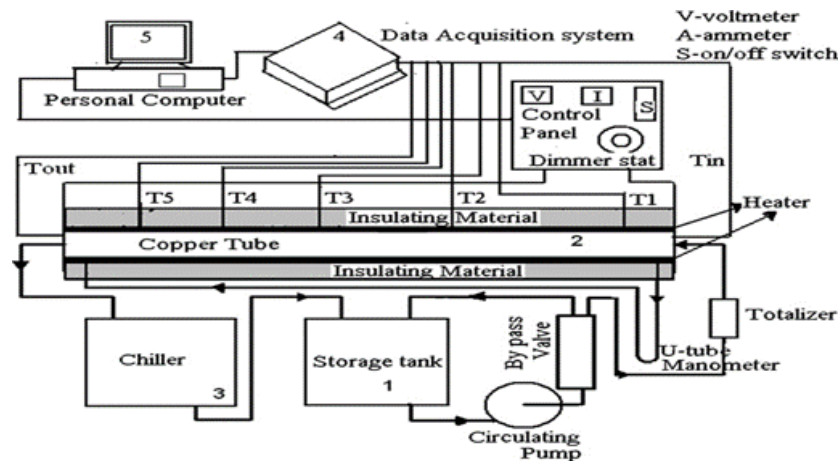 V-voltmeter
A-ammeter
S-on/off switch
5
4
Data Acquisition system
Personal Computer
V
I
S
Control
Panel
Dimmer stat
Tout
Tin
T5
T4
T3
T2
T1
Heater
Insulating Material
Copper Tube
2
Insulating Material
Totalizer
Chiller
3
Storage tank
1
By pass
Valve
U-tube
Manometer
Circulating
Pump